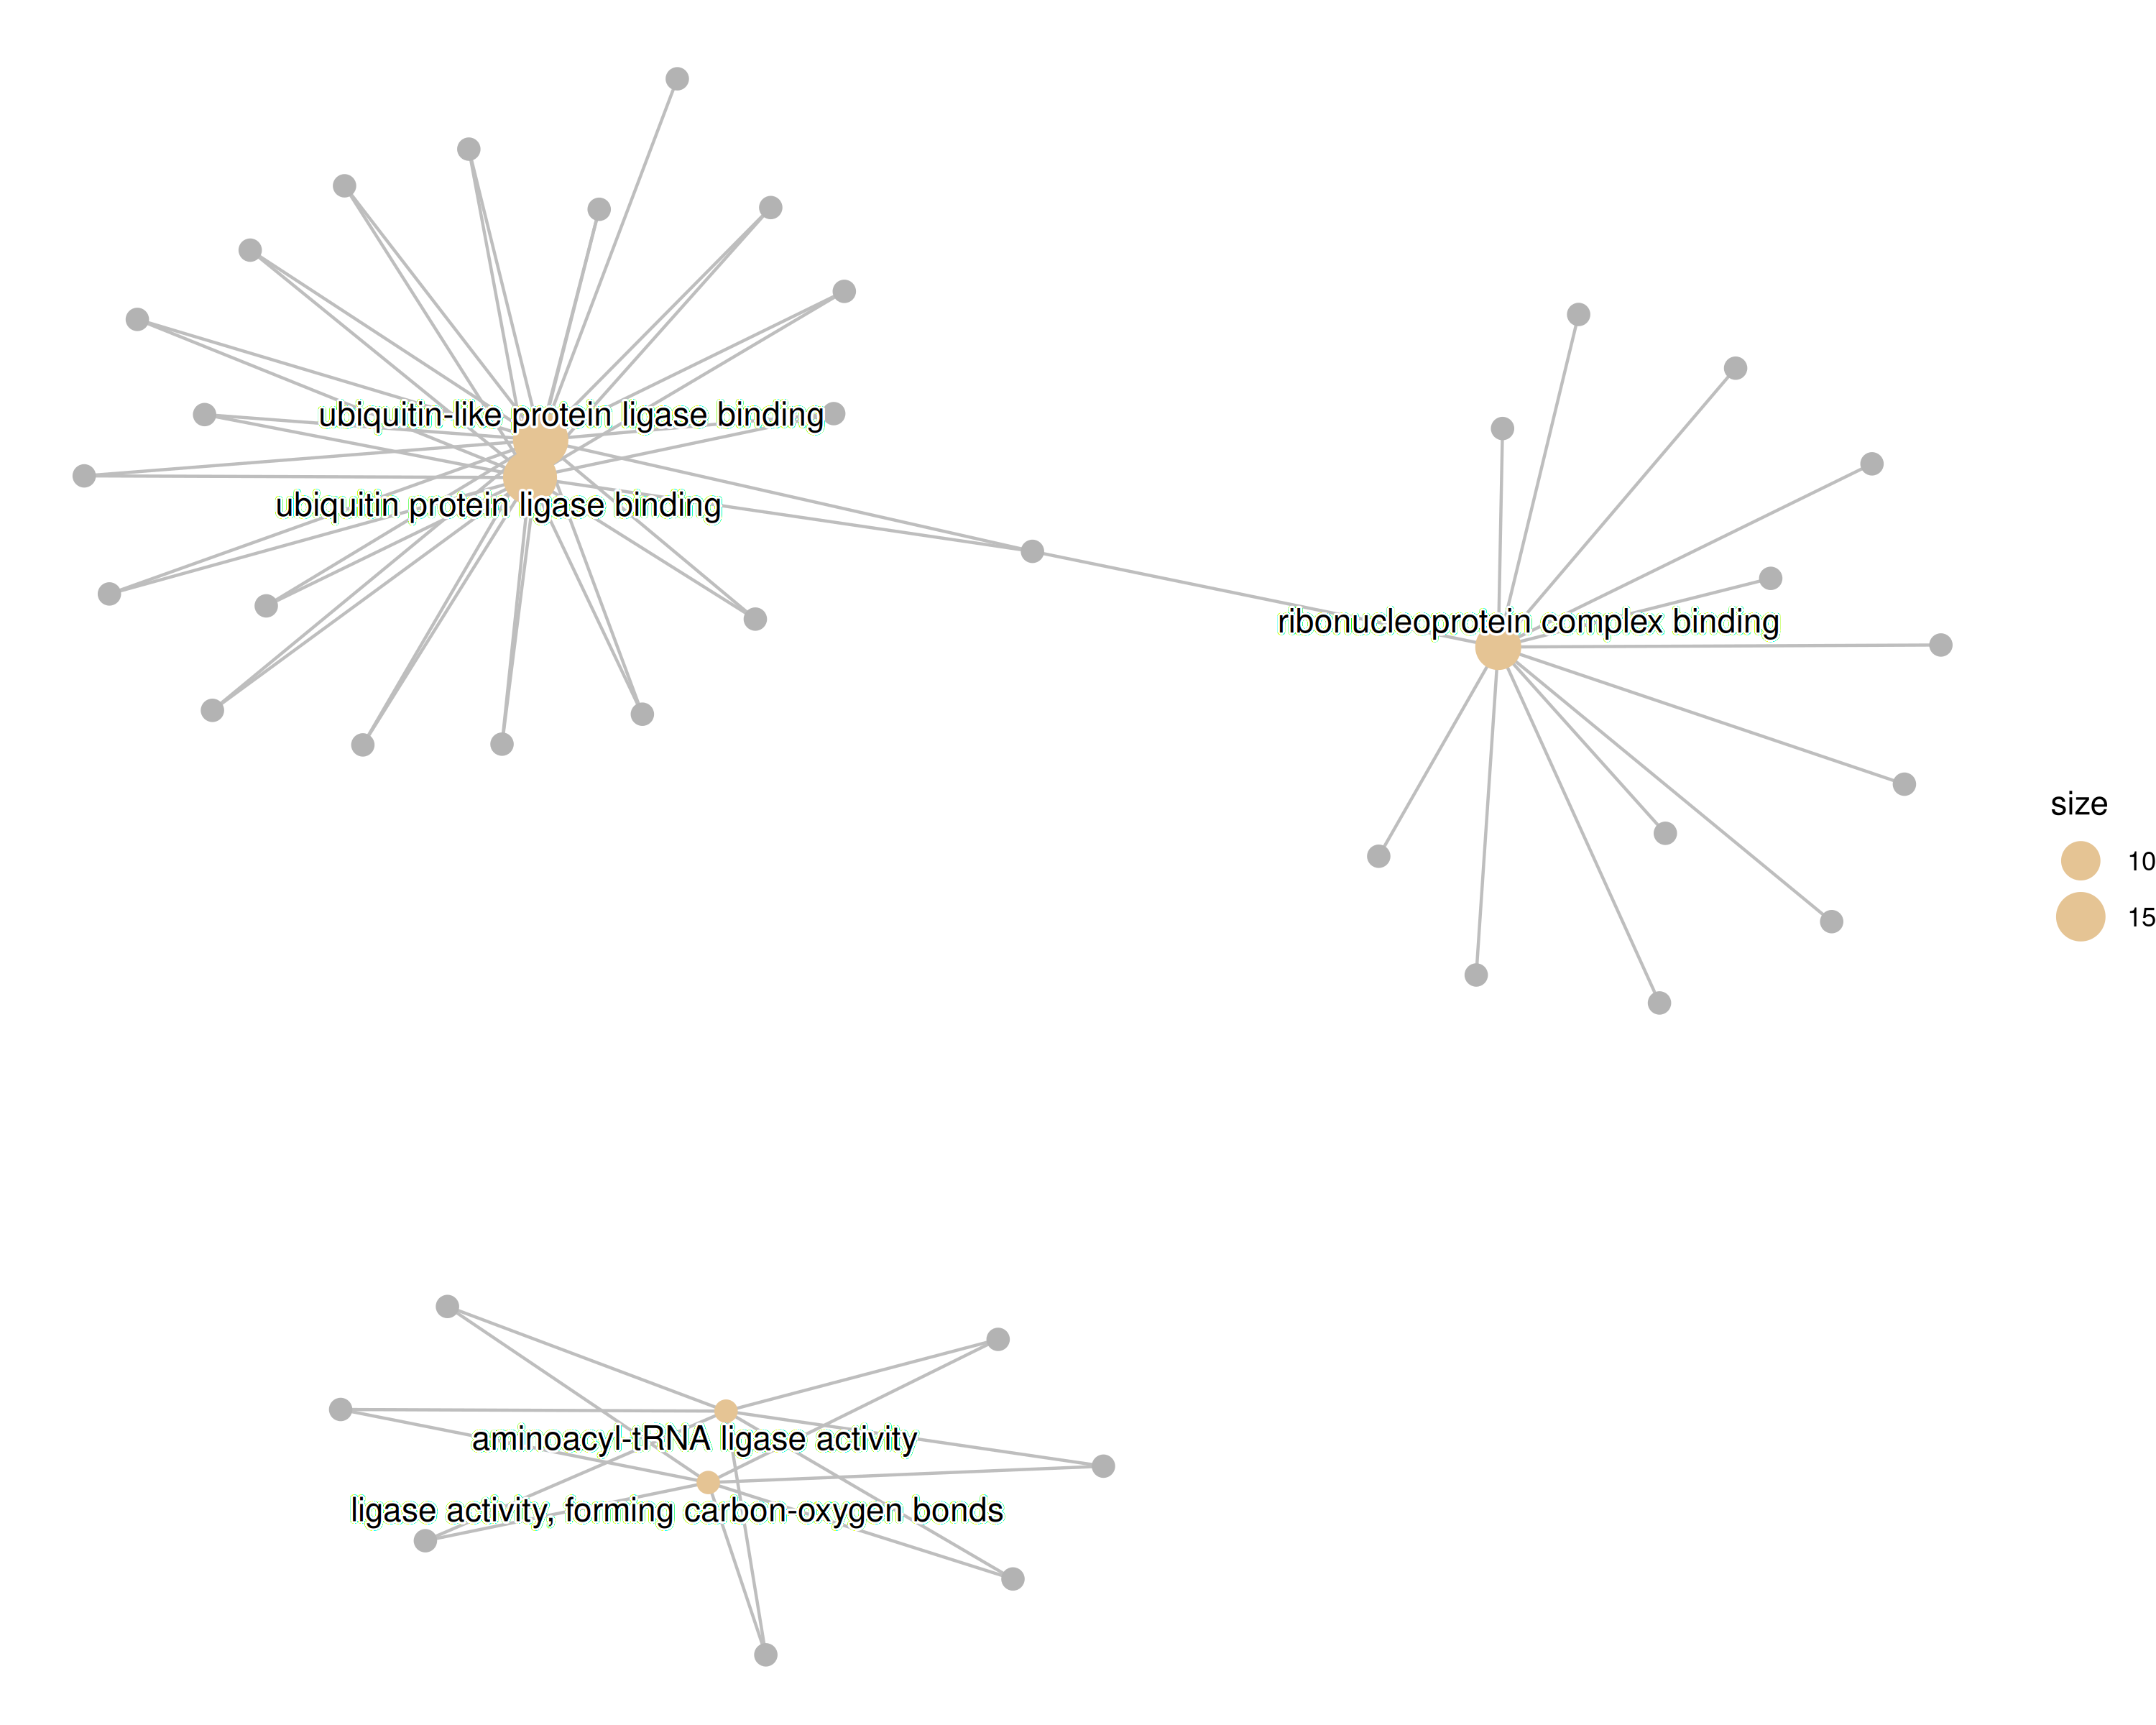 ubiquitin-like protein ligase binding
ubiquitin protein ligase binding
ribonucleoprotein complex binding
size
10
15
aminoacyl-tRNA ligase activity
ligase activity, forming carbon-oxygen bonds